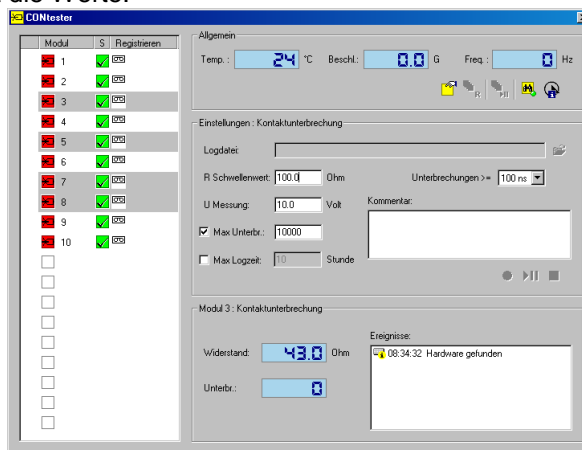 CONtester
Modul S Registrieren
1
2
3
4
5
6
7
8
9
10
Allgemein
Temp. : 24 °C Beschl.: 0.0 G Freq. : 0 Hz
R II
Einstellungen : Kontaktunterbrechung
Logdatei:
R Schwellenwert: 100.0 Ohm Unterbrechungen >= 100 ns
U Messung: 10.0 Volt Kommentar:
Max Unterbr.: 10000
Max Logzeit: 10 Stunde
Modul 3 : Kontaktunterbrechung
Widerstand: 43.0 Ohm
Unterbr.: 0
Ereignisse:
08:34:32 Hardware gefunden